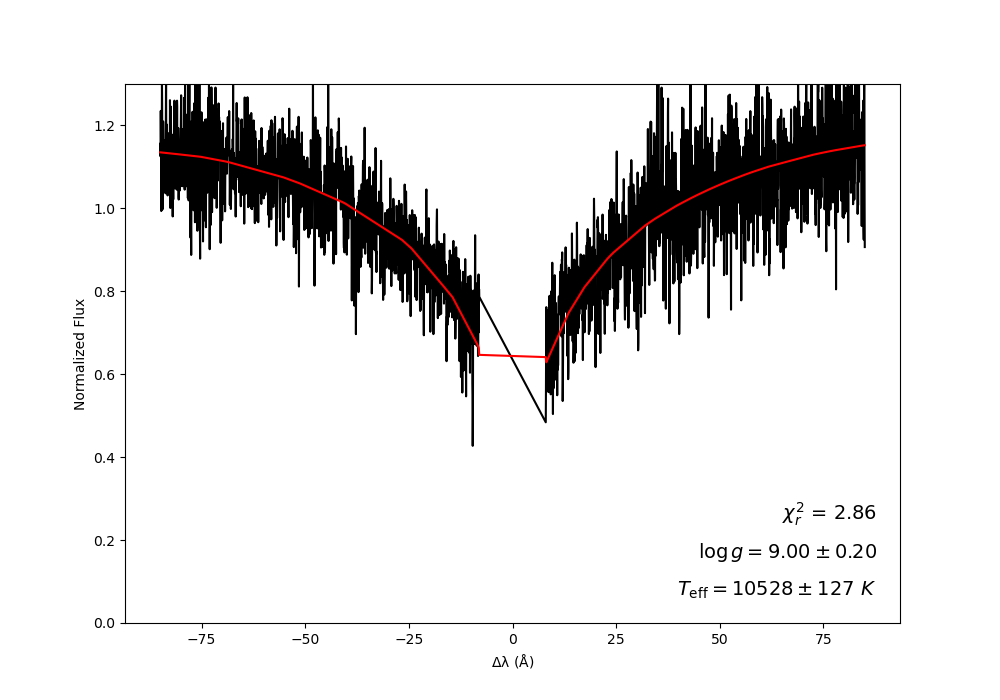 Normalized Flux
1.2
1.0
0.8
0.6
0.4
0.2
0.0
χ²ᵣ = 2.86
log g = 9.00 ± 0.20
T_eff = 10528 ± 127 K
−75 −50 −25 0 25 50 75
Δλ (Å)